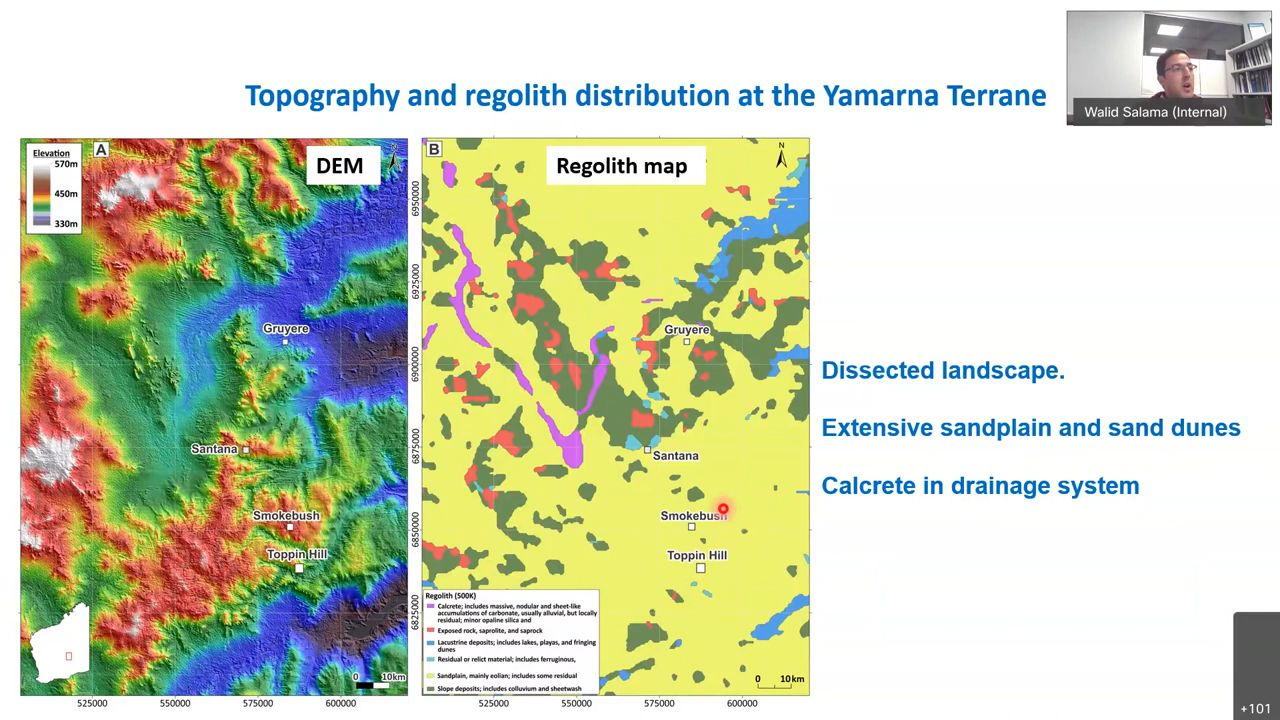 Walid Salama (Internal)
Topography and regolith distribution at the Yamarna Terrane
Elevation
570m
450m
330m
A
DEM
N
Gruyere
Santana
Smokebush
Toppin Hill
0 10km
525000 550000 575000 600000
B
Regolith map
N
6950000
6925000
6900000
6875000
6850000
6825000
Gruyere
Santana
Smokebush
Toppin Hill
Regolith (500K)
Calcrete; includes massive, nodular and sheet-like
accumulations of carbonate, usually alluvial, but locally
residual; minor opaline silica and
Exposed rock, saprolite, and saprock
Lacustrine deposits; includes lakes, playas, and fringing
dunes
Residual or relict material; includes ferruginous,
Sandplain, mainly eolian; includes some residual
Slope deposits; includes colluvium and sheetwash
0 10km
525000 550000 575000 600000
Dissected landscape.
Extensive sandplain and sand dunes
Calcrete in drainage system
+101